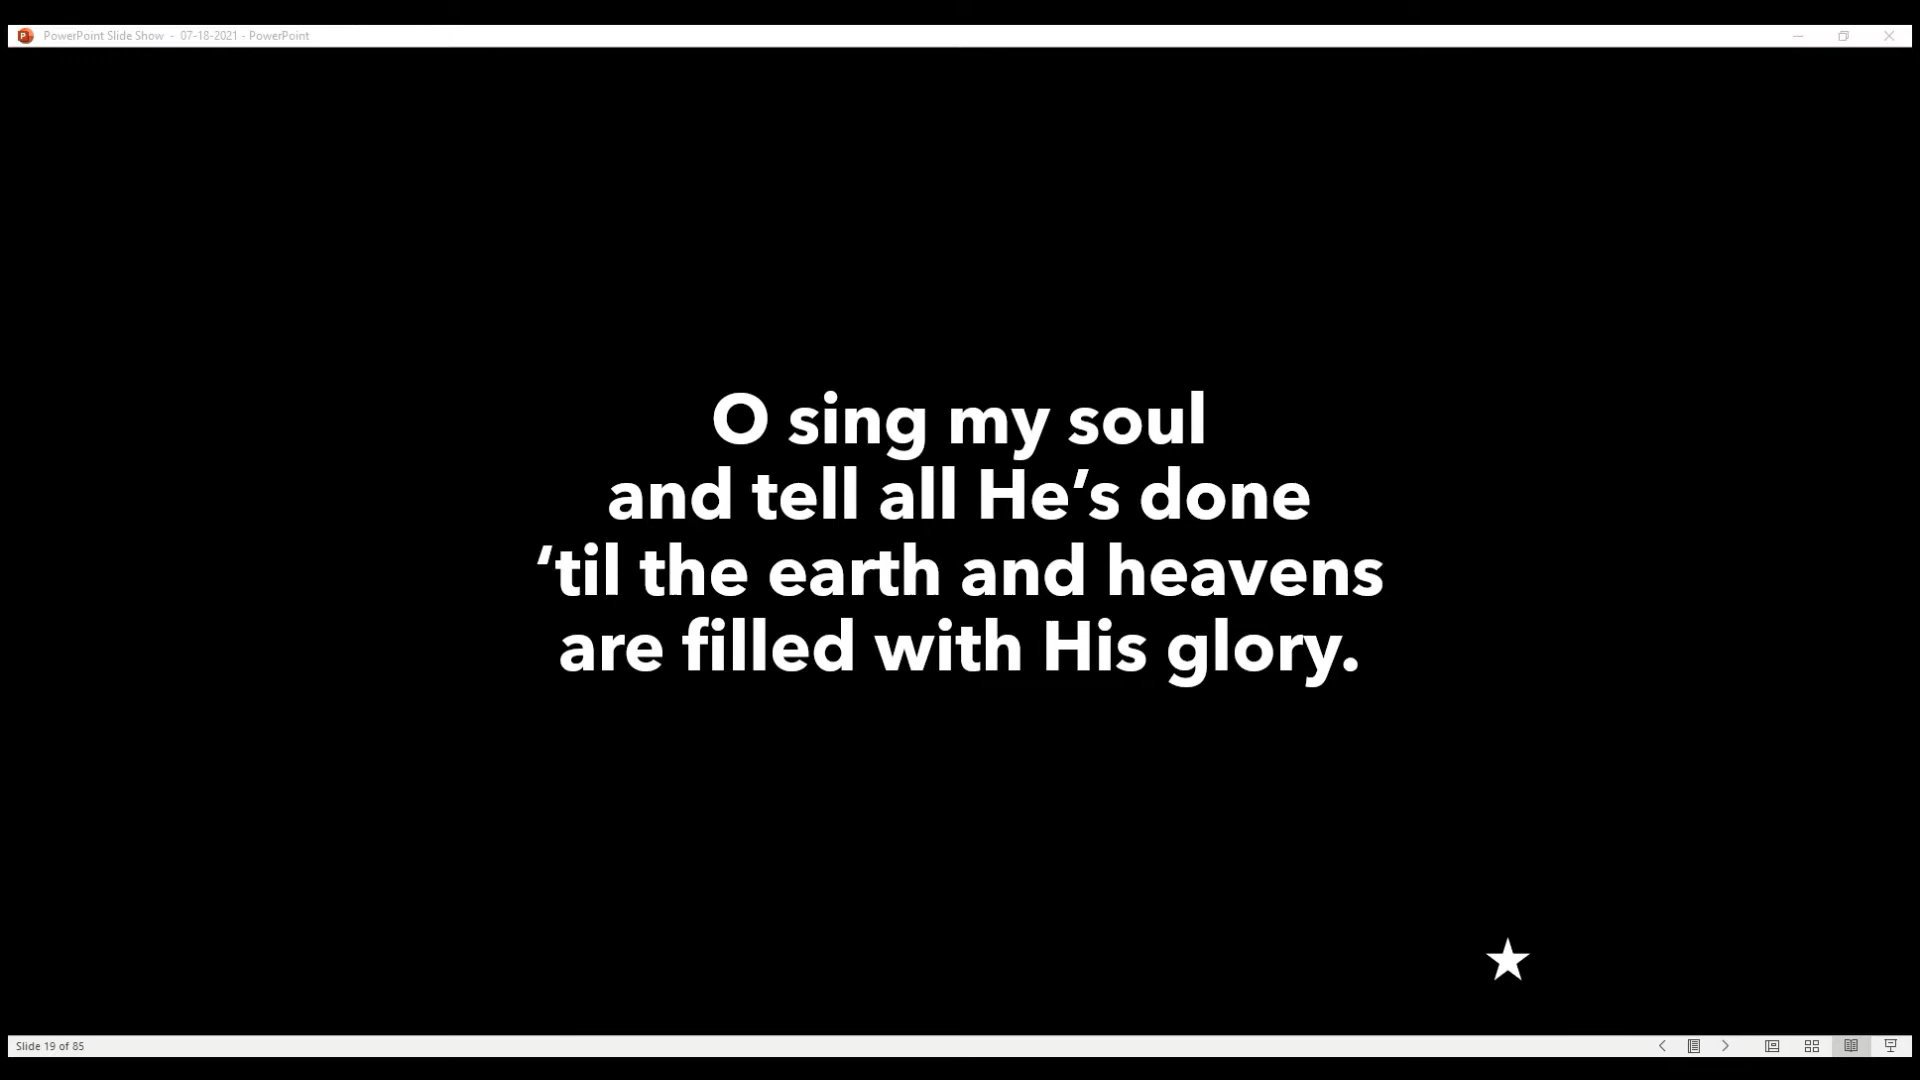 PowerPoint Slide Show - 07-18-2021 - PowerPoint
O sing my soul
and tell all He’s done
‘til the earth and heavens
are filled with His glory.
Slide 19 of 85